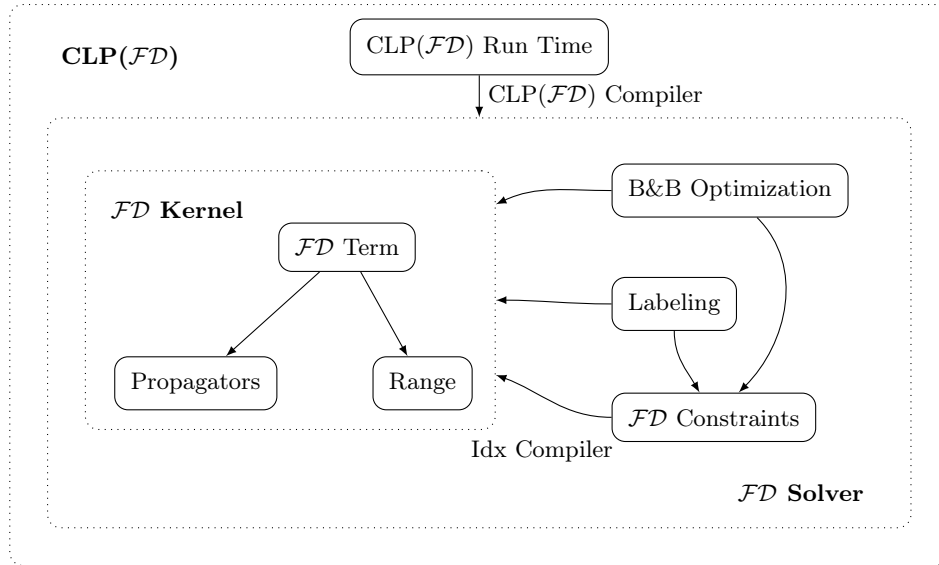 CLP(FD) Run Time
CLP(FD)
CLP(FD) Compiler
B&B Optimization
FD Kernel
FD Term
Labeling
Propagators
Range
FD Constraints
Idx Compiler
FD Solver